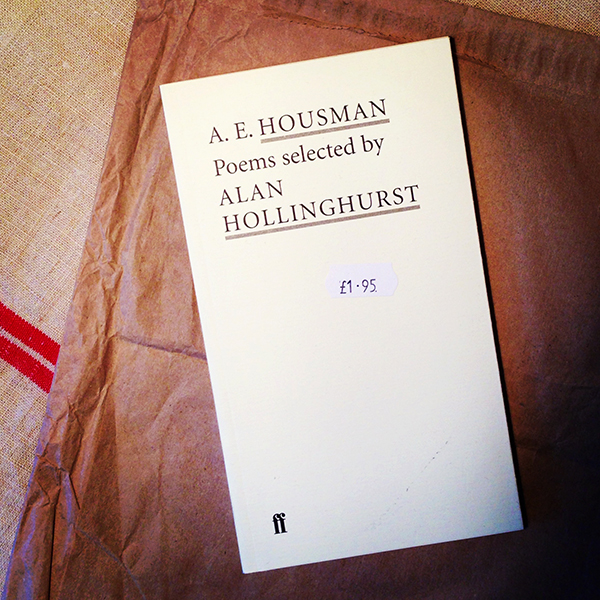 A. E. HOUSMAN
Poems selected by
ALAN
HOLLINGHURST
£1·95
ff